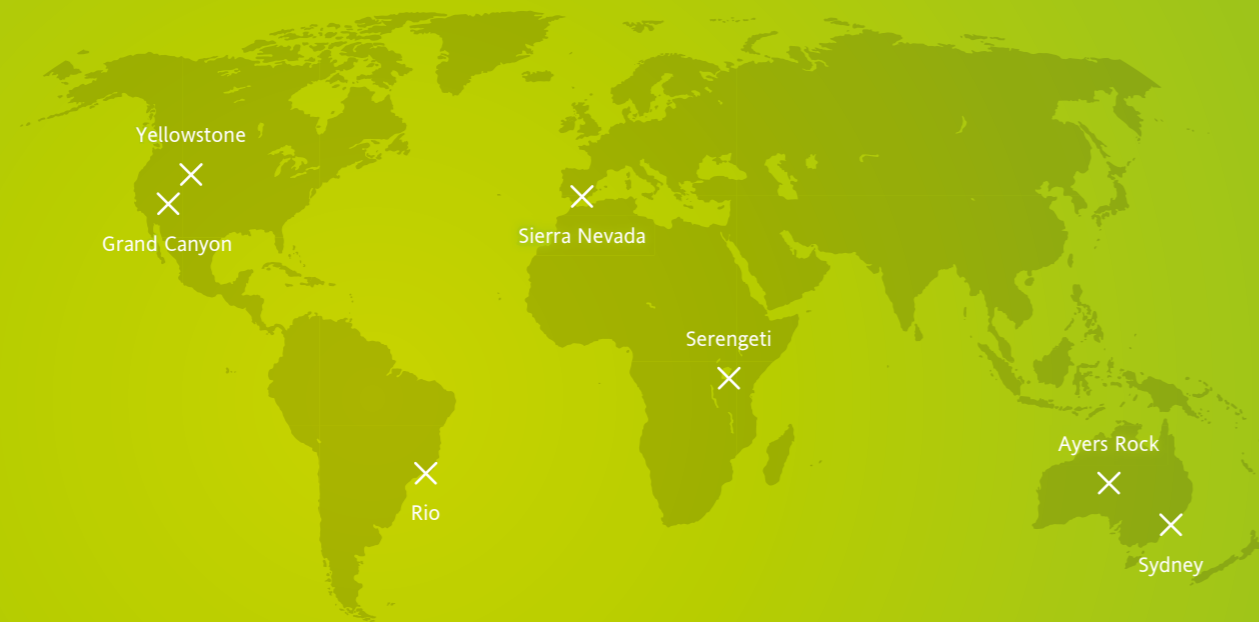 Yellowstone
Grand Canyon
Sierra Nevada
Serengeti
Rio
Ayers Rock
Sydney